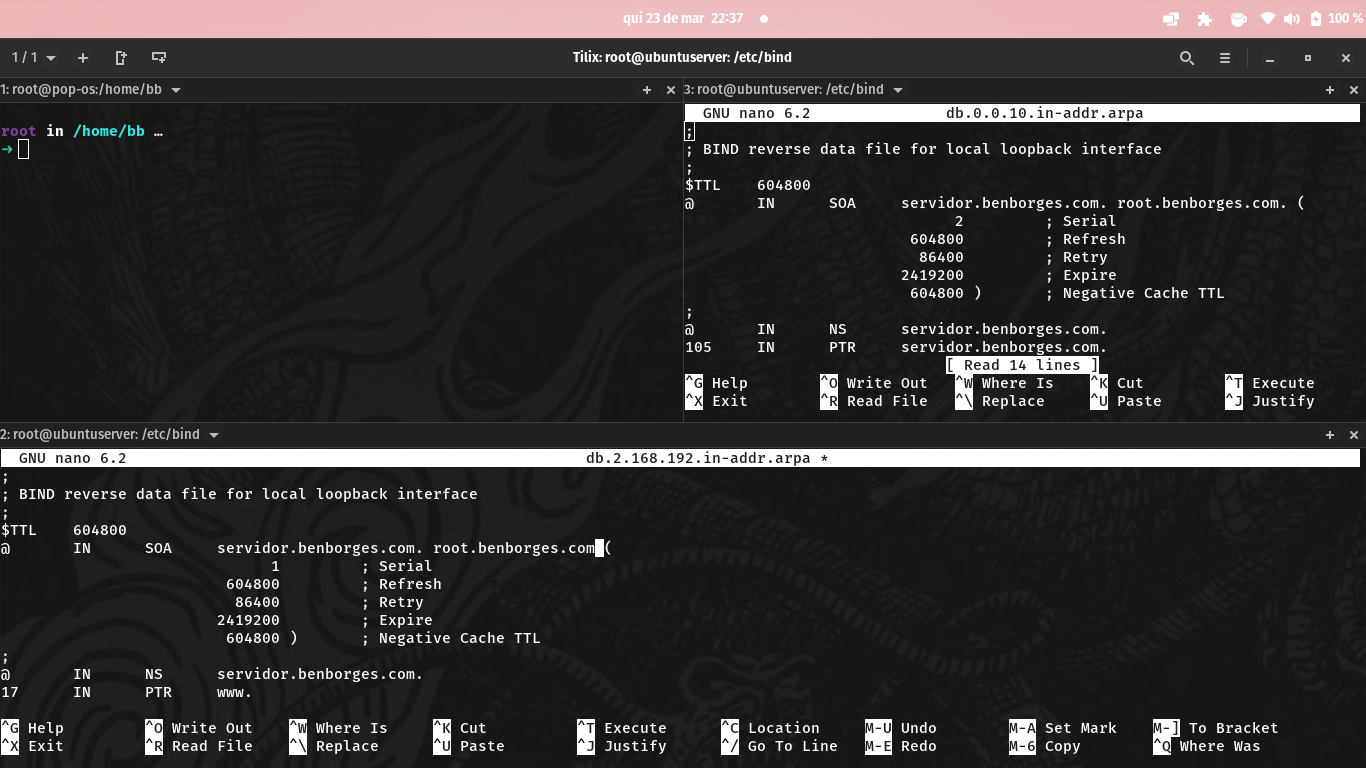 qui 23 de mar 22:37
100 %
1 / 1
Tilix: root@ubuntuserver: /etc/bind
1: root@pop-os:/home/bb
root in /home/bb …
➜
3: root@ubuntuserver: /etc/bind
GNU nano 6.2 db.0.0.10.in-addr.arpa
;
; BIND reverse data file for local loopback interface
;
$TTL 604800
@ IN SOA servidor.benborges.com. root.benborges.com. (
2 ; Serial
604800 ; Refresh
86400 ; Retry
2419200 ; Expire
604800 ) ; Negative Cache TTL
;
@ IN NS servidor.benborges.com.
105 IN PTR servidor.benborges.com.
[ Read 14 lines ]
^G Help ^O Write Out ^W Where Is ^K Cut ^T Execute
^X Exit ^R Read File ^\ Replace ^U Paste ^J Justify
2: root@ubuntuserver: /etc/bind
GNU nano 6.2 db.2.168.192.in-addr.arpa *
;
; BIND reverse data file for local loopback interface
;
$TTL 604800
@ IN SOA servidor.benborges.com. root.benborges.com (
1 ; Serial
604800 ; Refresh
86400 ; Retry
2419200 ; Expire
604800 ) ; Negative Cache TTL
;
@ IN NS servidor.benborges.com.
17 IN PTR www.
^G Help ^O Write Out ^W Where Is ^K Cut ^T Execute ^C Location M-U Undo M-A Set Mark M-] To Bracket
^X Exit ^R Read File ^\ Replace ^U Paste ^J Justify ^/ Go To Line M-E Redo M-6 Copy ^Q Where Was